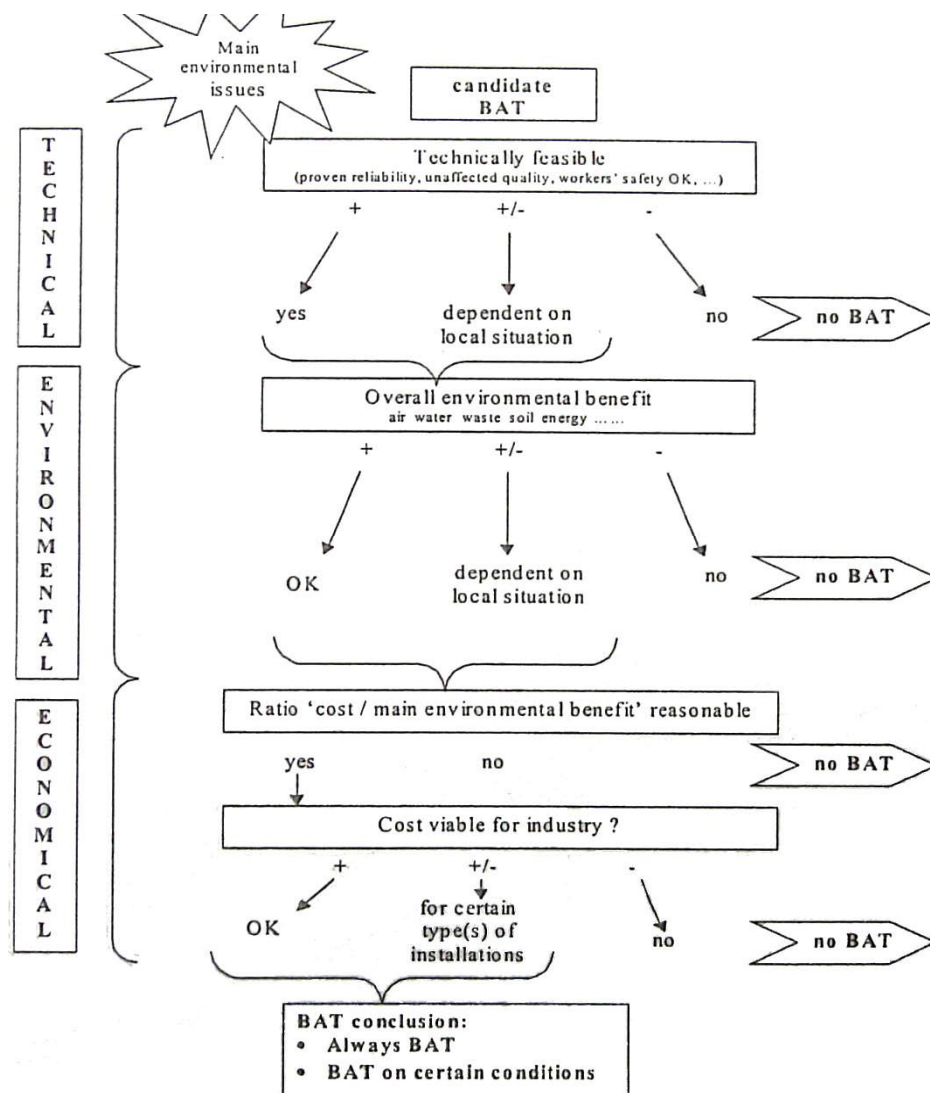 Main
environmental
issues
candidate
BAT
TECHNICAL
Technically feasible
(proven reliability, unaffected quality, workers' safety OK, ...)
+ +/- -
yes
dependent on
local situation
no
no BAT
ENVIRONMENTAL
Overall environmental benefit
air water waste soil energy ......
+ +/- -
OK
dependent on
local situation
no
no BAT
ECONOMICAL
Ratio ‘cost / main environmental benefit’ reasonable
yes no
no BAT
Cost viable for industry ?
+ +/- -
OK
for certain
type(s) of
installations
no
no BAT
BAT conclusion:
• Always BAT
• BAT on certain conditions